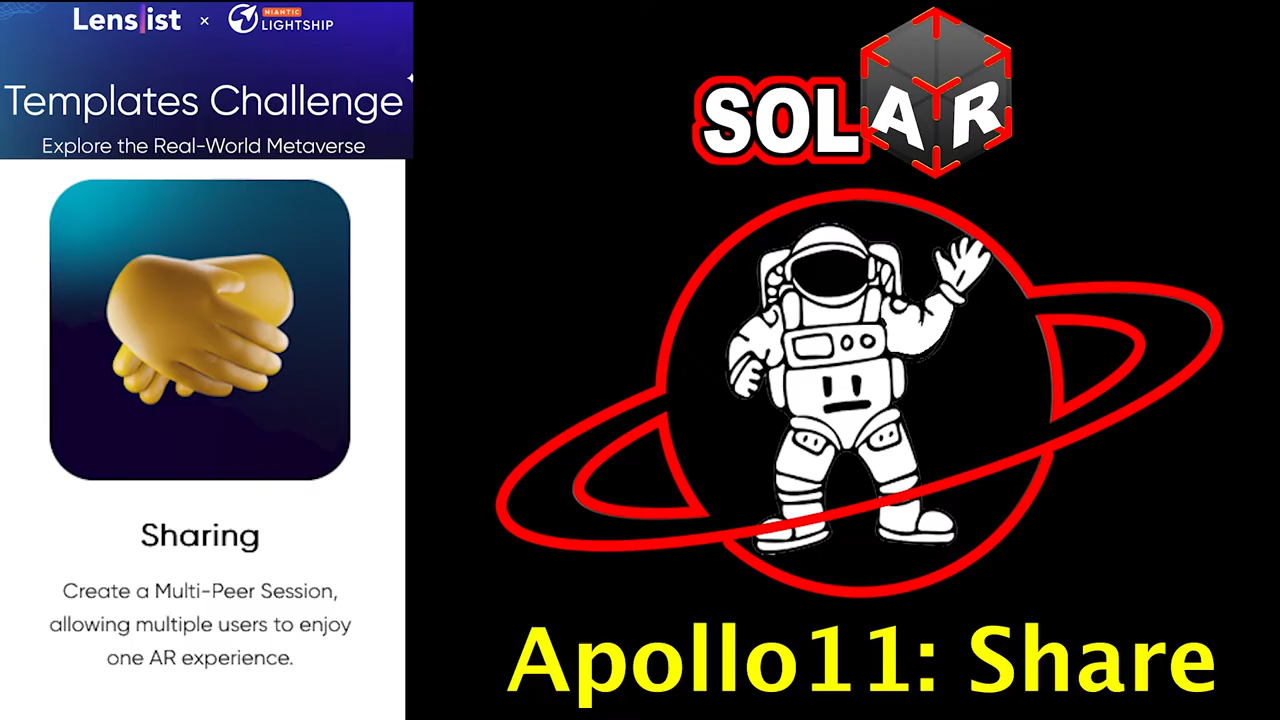 Lenslist × NIANTIC LIGHTSHIP
Templates Challenge
Explore the Real-World Metaverse
Sharing
Create a Multi-Peer Session,
allowing multiple users to enjoy
one AR experience.
SOLAR
Apollo11: Share